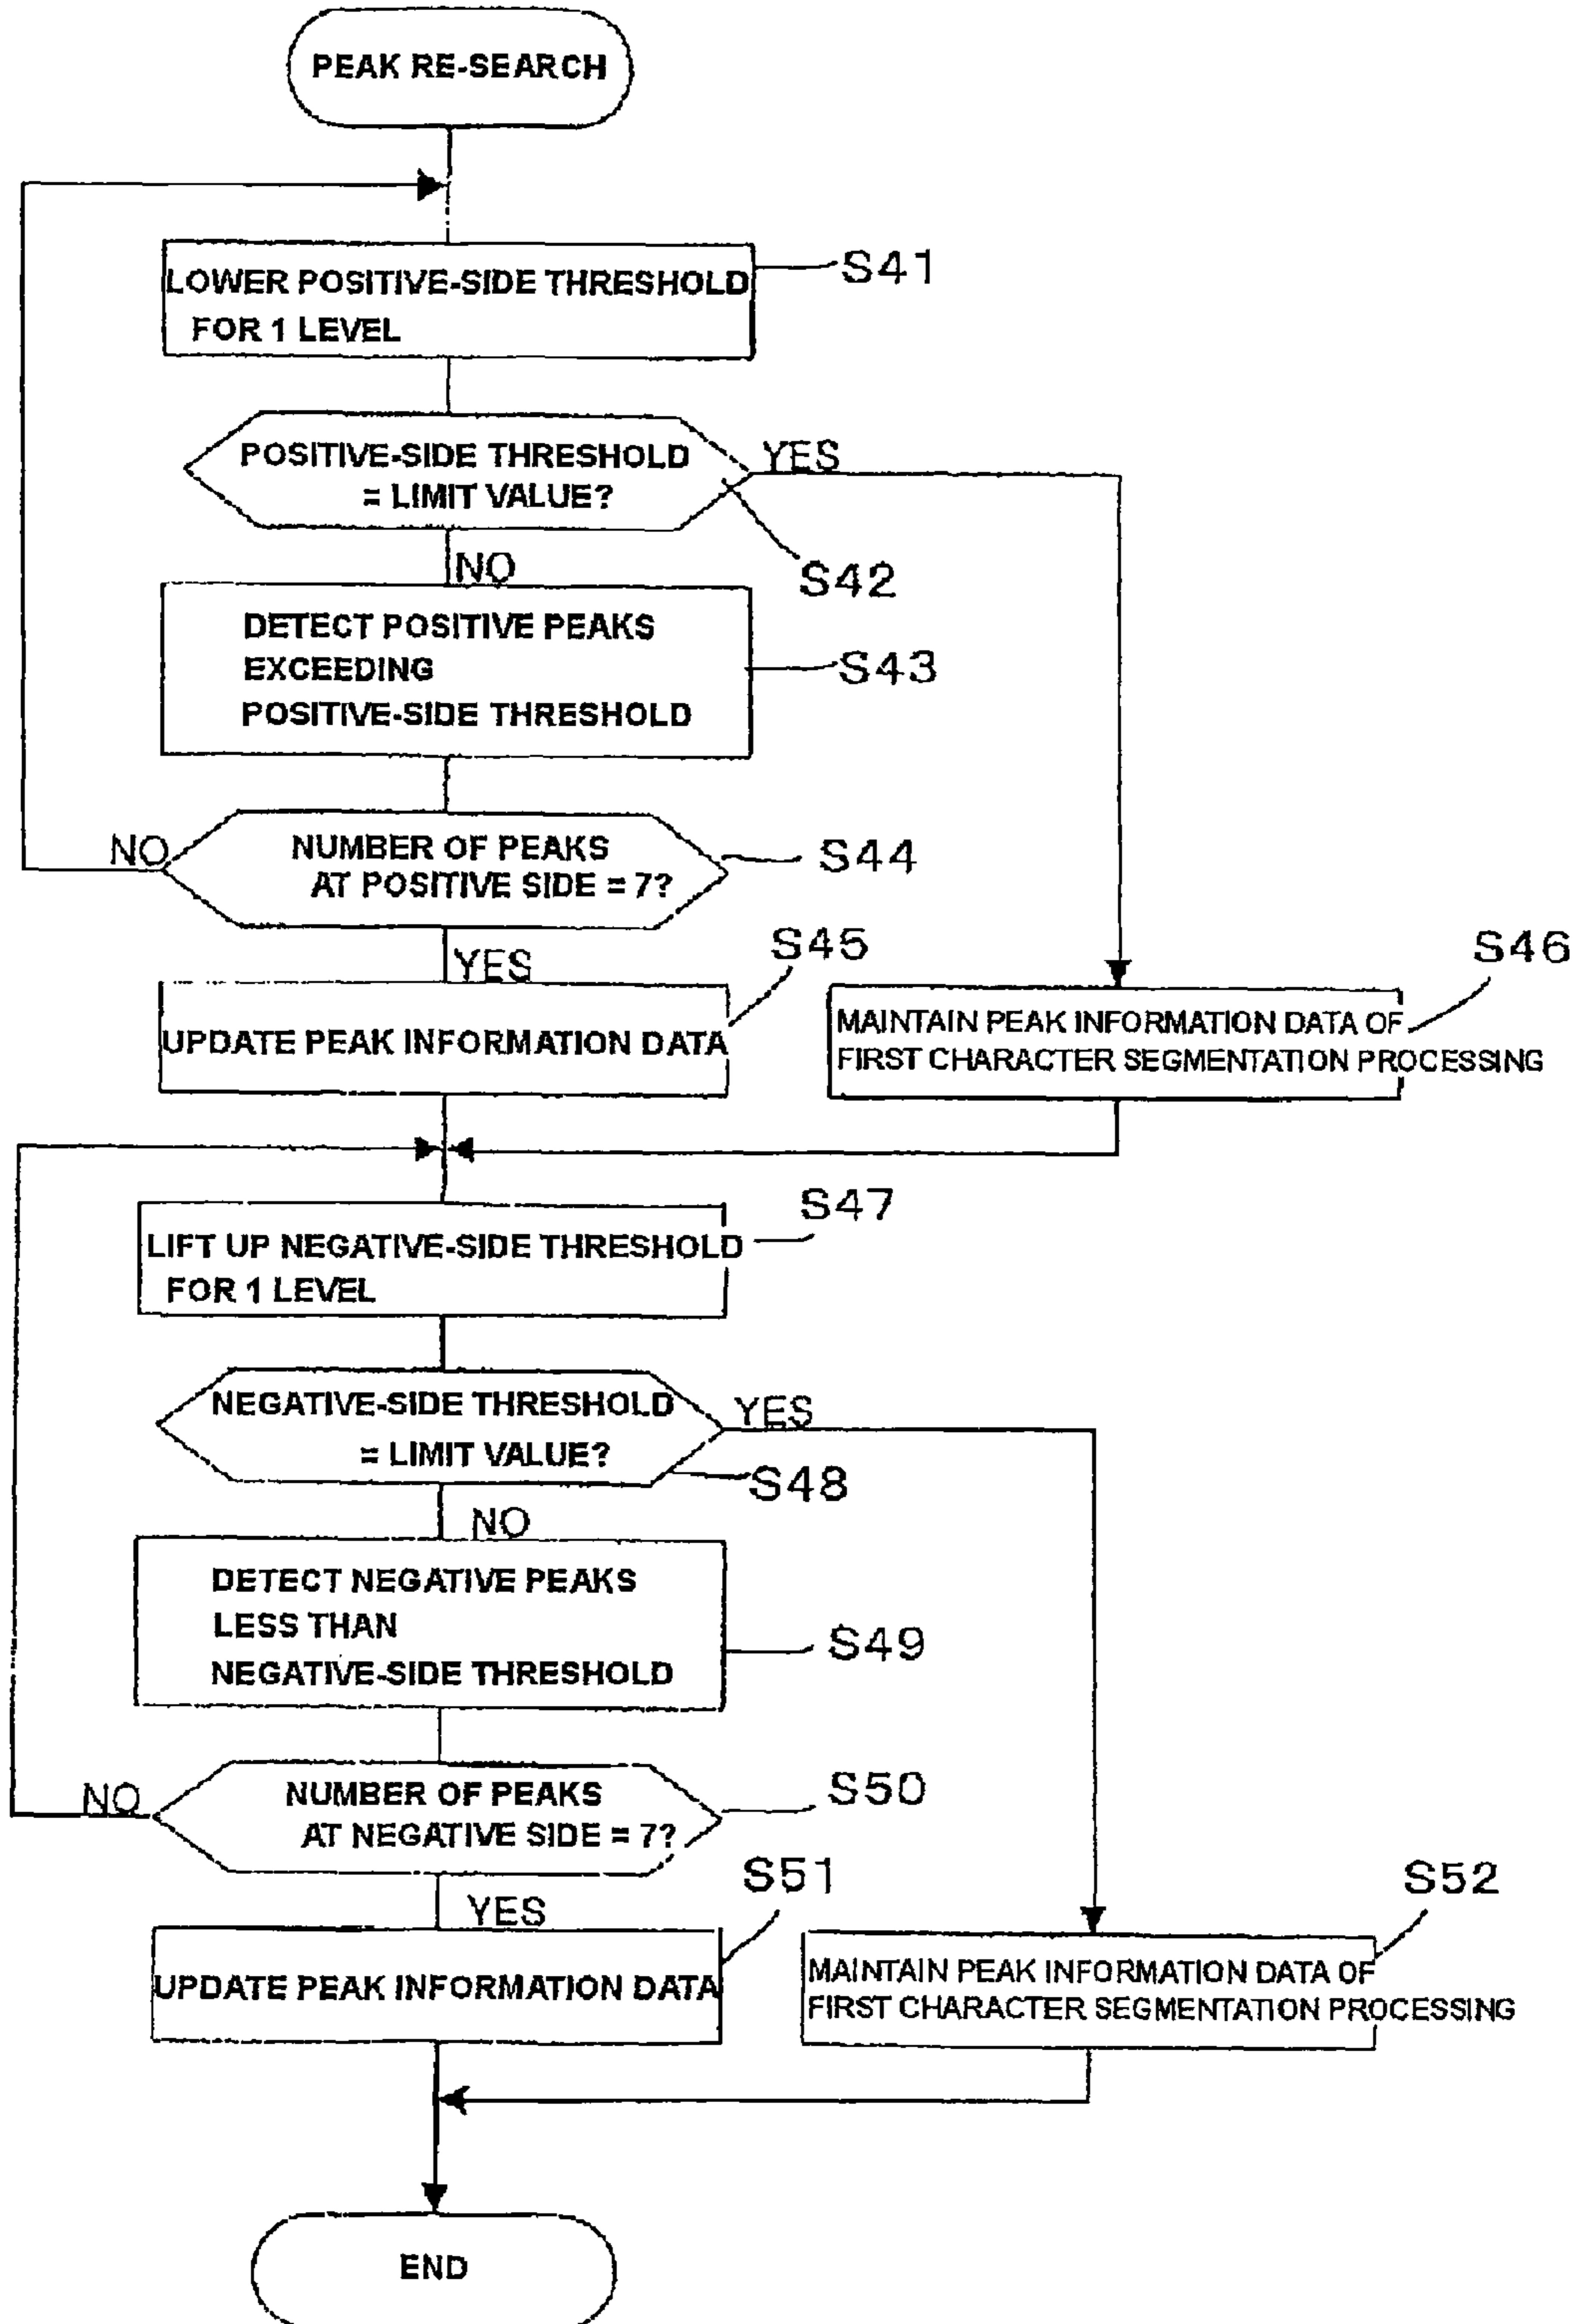 PEAK RE-SEARCH
LOWER POSITIVE-SIDE THRESHOLD
FOR 1 LEVEL
S41
POSITIVE-SIDE THRESHOLD
= LIMIT VALUE?
YES
S42
NO
DETECT POSITIVE PEAKS
EXCEEDING
POSITIVE-SIDE THRESHOLD
S43
NUMBER OF PEAKS
AT POSITIVE SIDE = 7?
NO
S44
YES
S45
UPDATE PEAK INFORMATION DATA
S46
MAINTAIN PEAK INFORMATION DATA OF
FIRST CHARACTER SEGMENTATION PROCESSING
S47
LIFT UP NEGATIVE-SIDE THRESHOLD
FOR 1 LEVEL
NEGATIVE-SIDE THRESHOLD
= LIMIT VALUE?
YES
S48
NO
DETECT NEGATIVE PEAKS
LESS THAN
NEGATIVE-SIDE THRESHOLD
S49
NUMBER OF PEAKS
AT NEGATIVE SIDE = 7?
NO
S50
YES
S51
UPDATE PEAK INFORMATION DATA
S52
MAINTAIN PEAK INFORMATION DATA OF
FIRST CHARACTER SEGMENTATION PROCESSING
END